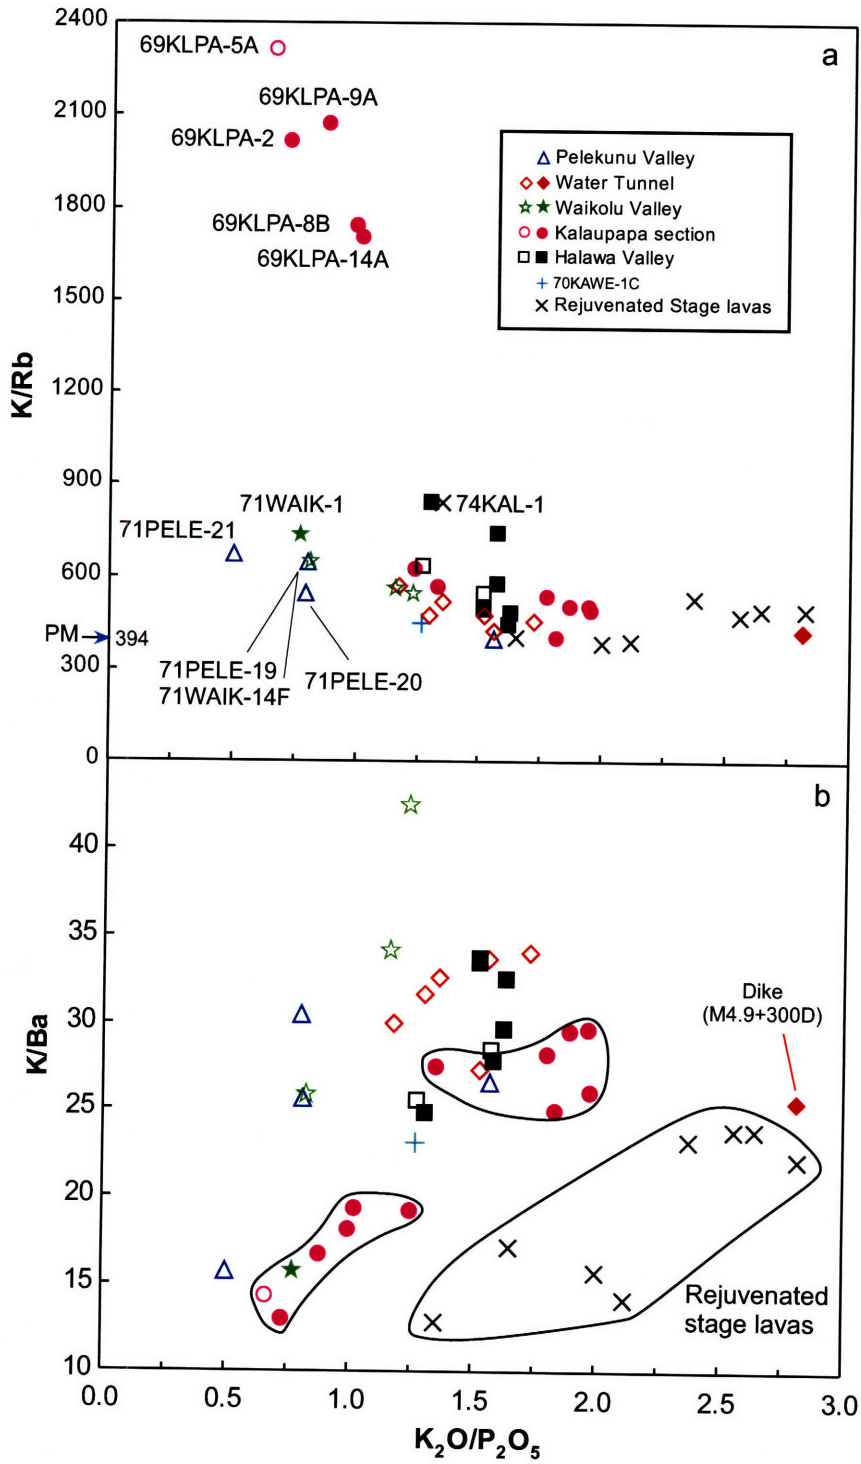 2400
a
69KLPA-5A
2100
69KLPA-9A
69KLPA-2
Pelekunu Valley
Water Tunnel
1800
Waikolu Valley
69KLPA-8B
Kalaupapa section
69KLPA-14A
Halawa Valley
70KAWE-1C
1500
Rejuvenated Stage lavas
K/Rb
1200
900
71WAIK-1
74KAL-1
71PELE-21
600
PM
394
300
71PELE-19
71PELE-20
71WAIK-14F
0
b
40
35
Dike
(M4.9+300D)
30
K/Ba
25
20
15
Rejuvenated
stage lavas
10
0.0 0.5 1.0 1.5 2.0 2.5 3.0
K2O/P2O5